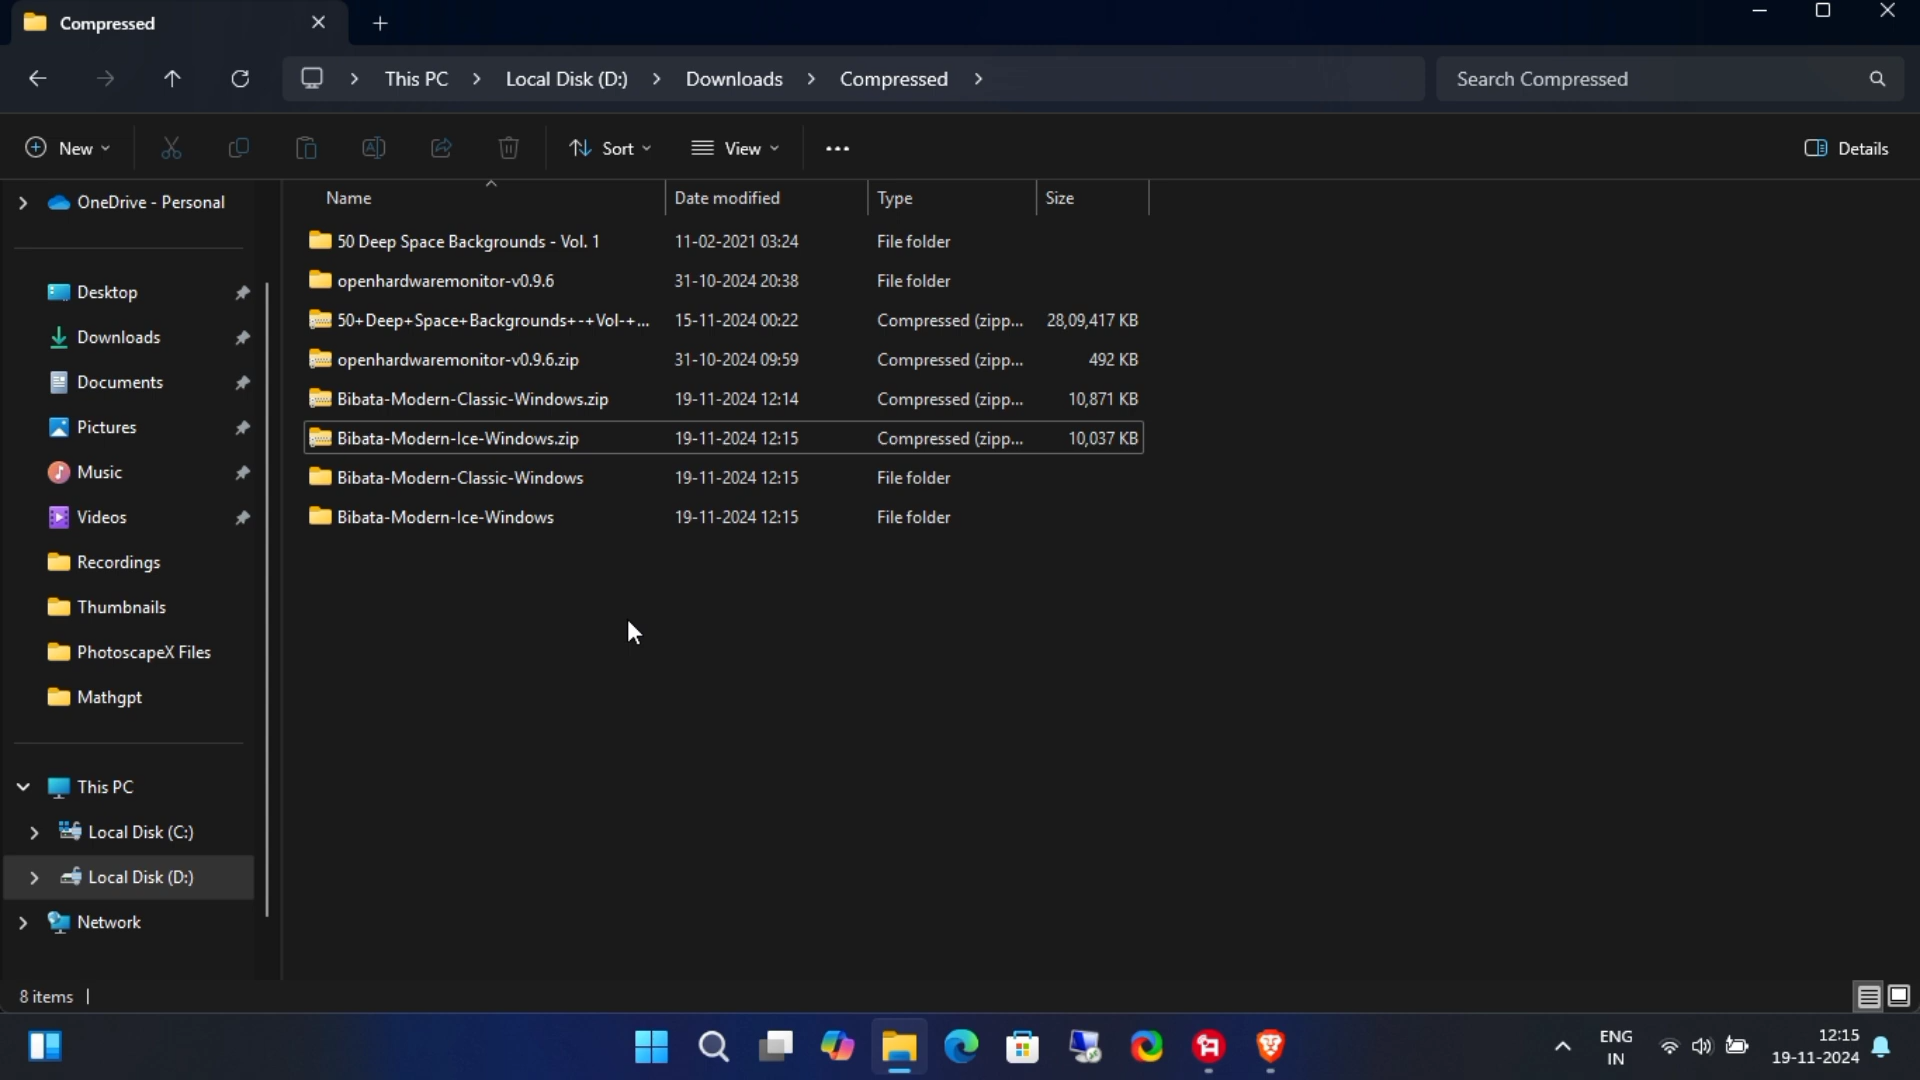 Compressed
This PC
Local Disk (D:)
Downloads
Compressed
Search Compressed
New
Sort
View
Details
Name
Date modified
Type
Size
50 Deep Space Backgrounds - Vol. 1 11-02-2021 03:24 File folder
openhardwaremonitor-v0.9.6 31-10-2024 20:38 File folder
50+Deep+Space+Backgrounds+-+Vol-+... 15-11-2024 00:22 Compressed (zipp... 28,09,417 KB
openhardwaremonitor-v0.9.6.zip 31-10-2024 09:59 Compressed (zipp... 492 KB
Bibata-Modern-Classic-Windows.zip 19-11-2024 12:14 Compressed (zipp... 10,871 KB
Bibata-Modern-Ice-Windows.zip 19-11-2024 12:15 Compressed (zipp... 10,037 KB
Bibata-Modern-Classic-Windows 19-11-2024 12:15 File folder
Bibata-Modern-Ice-Windows 19-11-2024 12:15 File folder
OneDrive - Personal
Desktop
Downloads
Documents
Pictures
Music
Videos
Recordings
Thumbnails
PhotoscapeX Files
Mathgpt
This PC
Local Disk (C:)
Local Disk (D:)
Network
8 items
ENG
IN
12:15
19-11-2024